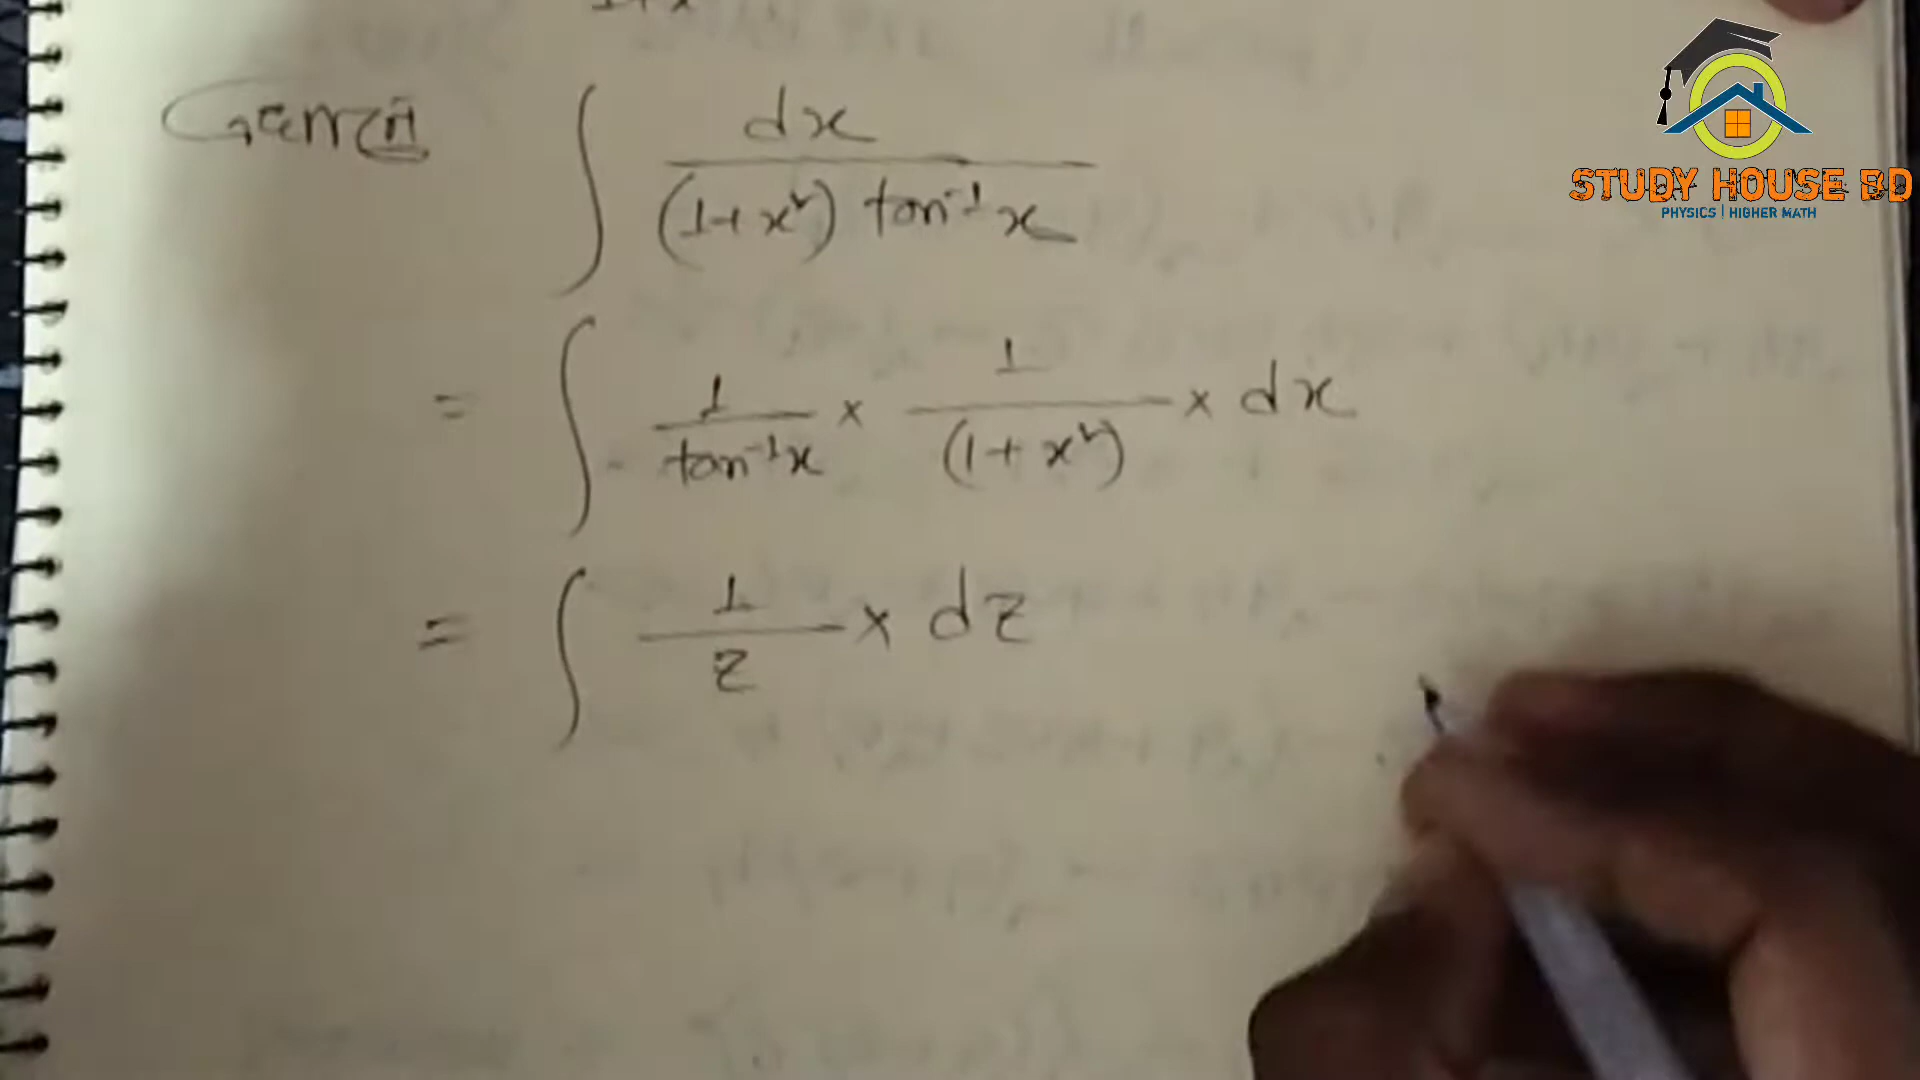 STUDY HOUSE BD
PHYSICS | HIGHER MATH
∫ dx / (1+x²) tan⁻¹x
= ∫ 1 / tan⁻¹x × 1 / (1+x²) × dx
= ∫ 1 / z × dz